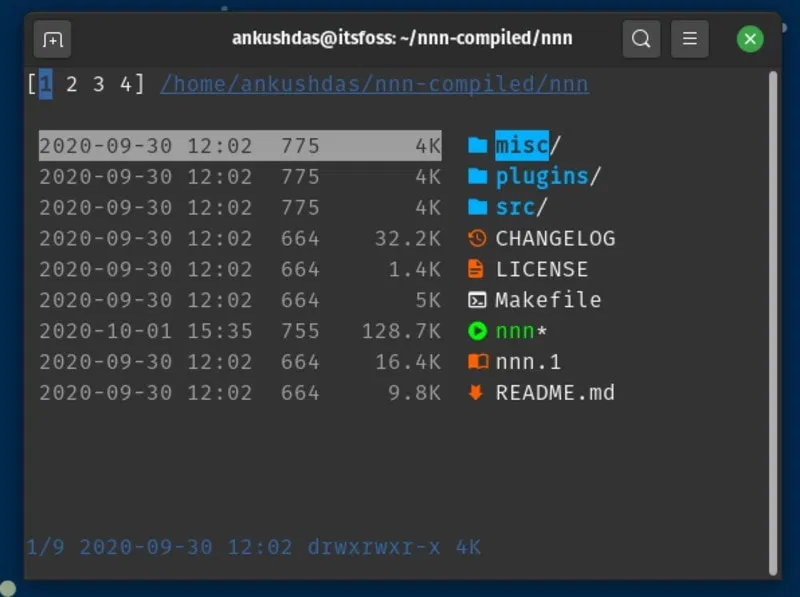 ankushdas@itsfoss: ~/nnn-compiled/nnn
[1 2 3 4] /home/ankushdas/nnn-compiled/nnn
2020-09-30 12:02 775 4K misc/
2020-09-30 12:02 775 4K plugins/
2020-09-30 12:02 775 4K src/
2020-09-30 12:02 664 32.2K CHANGELOG
2020-09-30 12:02 664 1.4K LICENSE
2020-09-30 12:02 664 5K Makefile
2020-10-01 15:35 755 128.7K nnn*
2020-09-30 12:02 664 16.4K nnn.1
2020-09-30 12:02 664 9.8K README.md
1/9 2020-09-30 12:02 drwxrwxr-x 4K